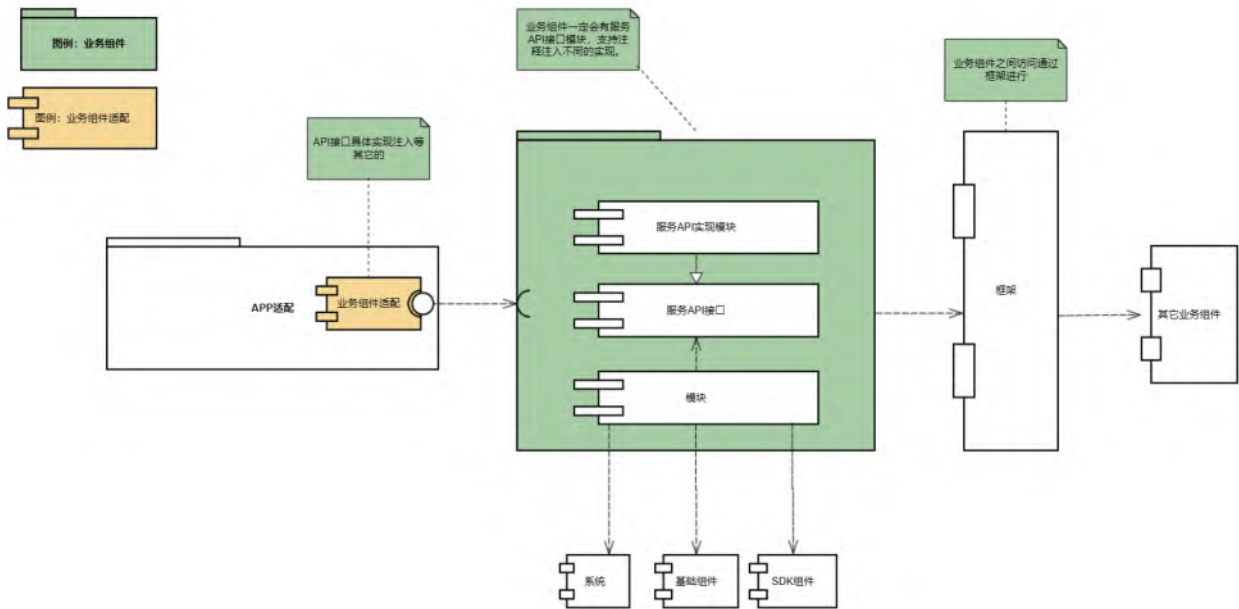 图例：业务组件
业务组件一定会有服务
API接口模块，支持注
释注入不同的实现。
业务组件之间访问通过
框架进行
图例：业务组件适配
API接口具体实现注入等
其它的
服务API实现模块
APP适配
业务组件适配
服务API接口
框架
其它业务组件
模块
系统
基础组件
SDK组件